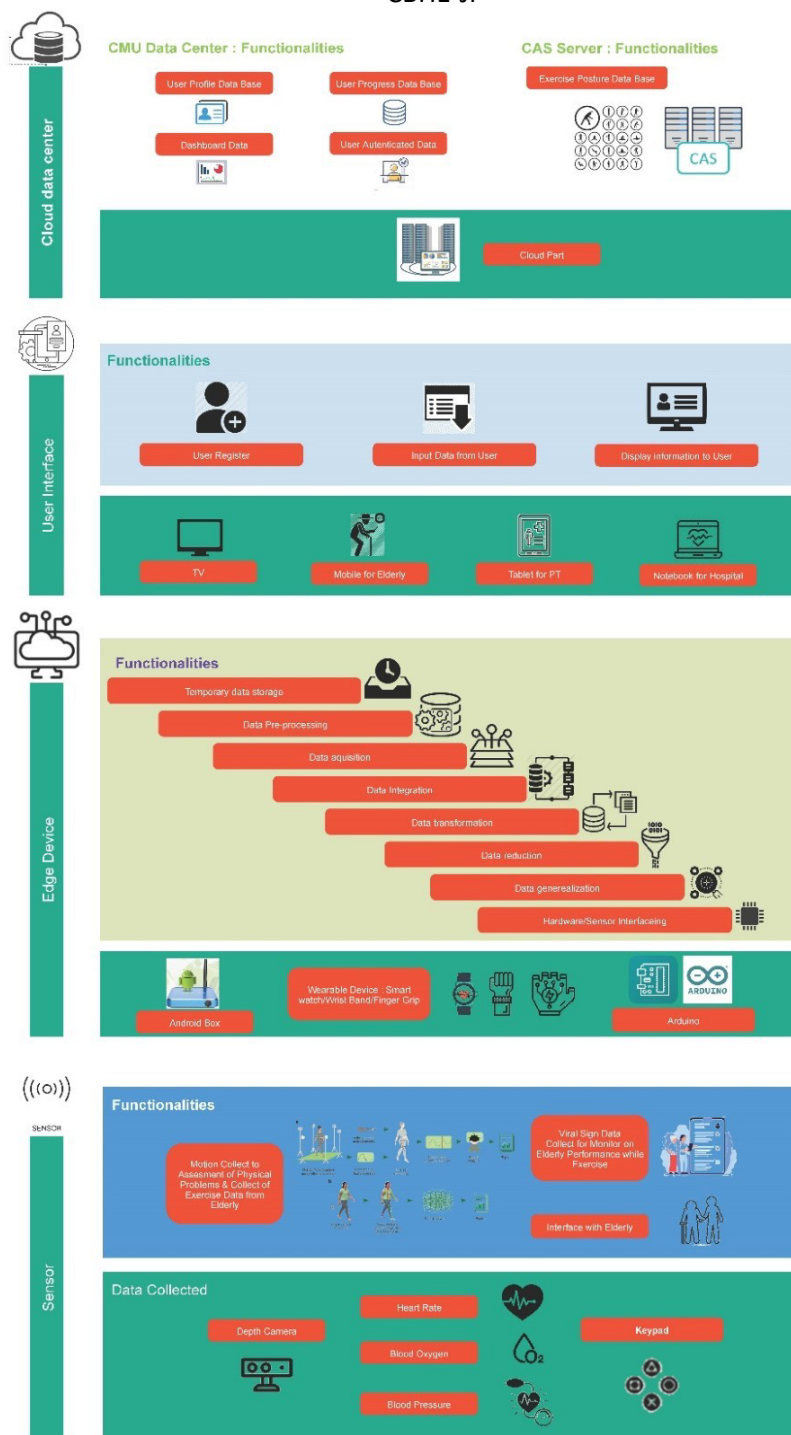 CMU Data Center : Functionalities
CAS Server : Functionalities
User Profile Data Base
User Progress Data Base
Exercise Posture Data Base
Dashboard Data
User Autenticated Data
CAS
Cloud data center
Cloud Part
Functionalities
User Register
Input Data from User
Display information to User
User Interface
TV
Mobile for Elderly
Tablet for PT
Notebook for Hospital
Functionalities
Temporary data storage
Data Pre-processing
Data aquisition
Data Integration
Data transformation
1010
0101
Data reduction
Data generealization
Hardware/Sensor Interfaceing
Edge Device
Android Box
Wearable Device : Smart
watch/Wrist Band/Finger Grip
ARDUINO
Arduino
SENSOR
Functionalities
Motion Collect to
Assesment of Physical
Problems & Collect of
Exercise Data from
Elderly
Viral Sign Data
Collect for Monitor on
Elderly Performance while
Exercise
Interface with Elderly
Sensor
Data Collected
Depth Camera
Heart Rate
Blood Oxygen
O2
Blood Pressure
Keypad